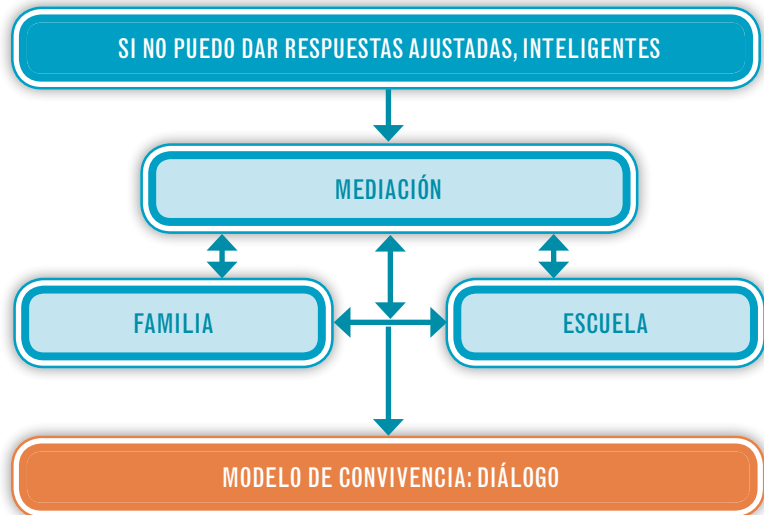 SI NO PUEDO DAR RESPUESTAS AJUSTADAS, INTELIGENTES
MEDIACIÓN
FAMILIA
ESCUELA
MODELO DE CONVIVENCIA: DIÁLOGO